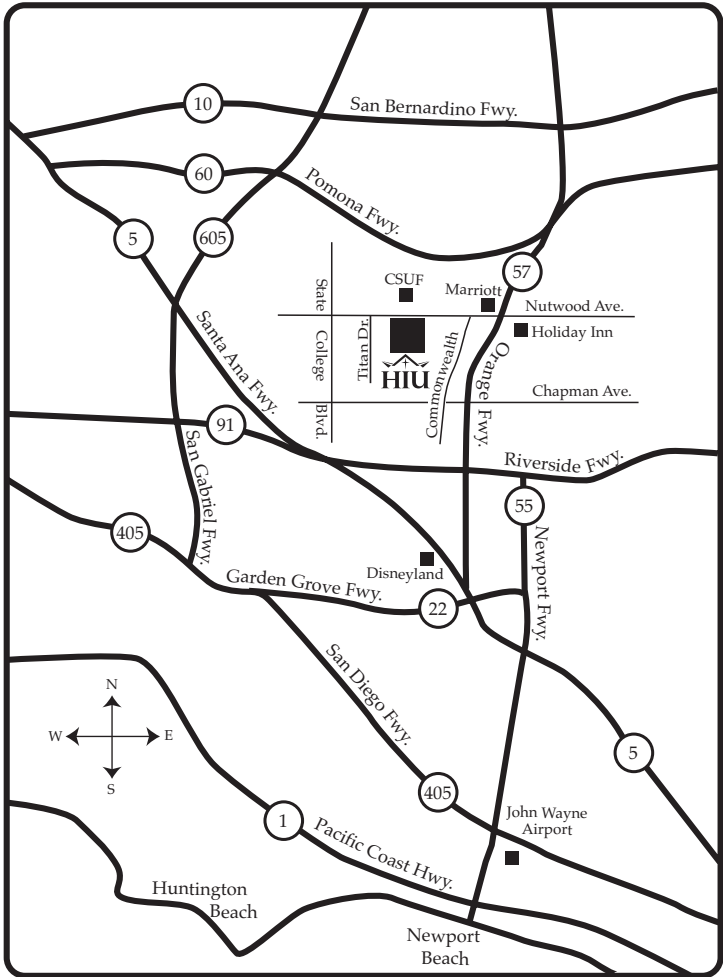 10
San Bernardino Fwy.
60
Pomona Fwy.
5
605
57
State
College
Blvd.
CSUF
Marriott
Nutwood Ave.
Titan Dr.
HIU
Commonwealth
Holiday Inn
Orange Fwy.
Chapman Ave.
Santa Ana Fwy.
91
San Gabriel Fwy.
Riverside Fwy.
55
405
Disneyland
Newport Fwy.
Garden Grove Fwy.
22
San Diego Fwy.
N
W
E
S
5
405
1
John Wayne
Airport
Pacific Coast Hwy.
Huntington
Beach
Newport
Beach